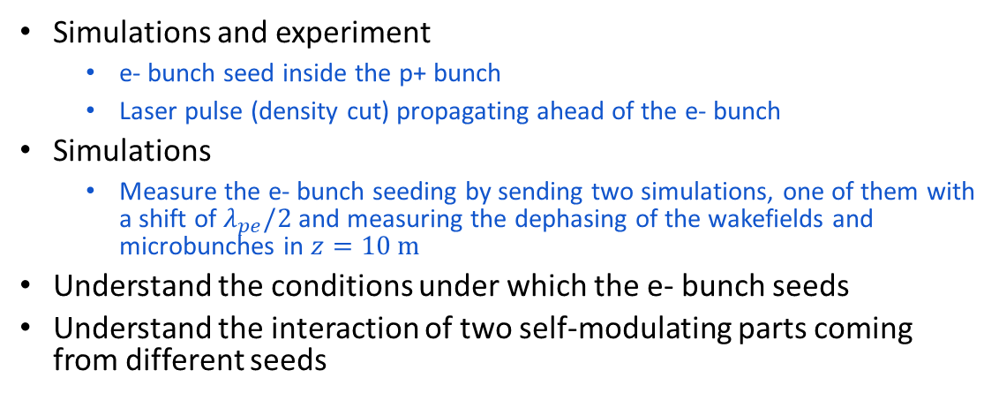 • Simulations and experiment
• e- bunch seed inside the p+ bunch
• Laser pulse (density cut) propagating ahead of the e- bunch
• Simulations
• Measure the e- bunch seeding by sending two simulations, one of them with
a shift of λ_pe/2 and measuring the dephasing of the wakefields and
microbunches in z = 10 m
• Understand the conditions under which the e- bunch seeds
• Understand the interaction of two self-modulating parts coming
from different seeds